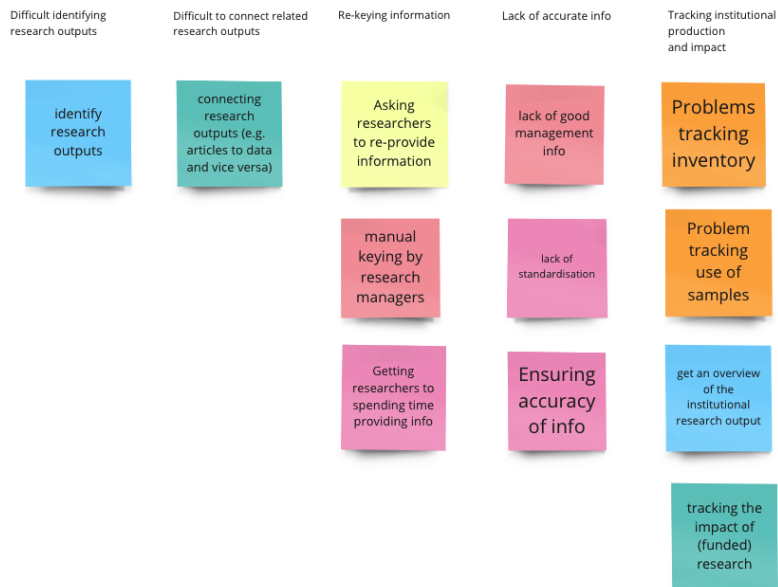 Difficult identifying
research outputs
Difficult to connect related
research outputs
Re-keying information
Lack of accurate info
Tracking institutional
production
and impact
identify
research
outputs
connecting
research
outputs (e.g.
articles to data
and vice versa)
Asking
researchers
to re-provide
information
lack of good
management
info
Problems
tracking
inventory
manual
keying by
research
managers
lack of
standardisation
Problem
tracking
use of
samples
Getting
researchers to
spending time
providing info
Ensuring
accuracy
of info
get an overview
of the
institutional
research output
tracking the
impact of
(funded)
research